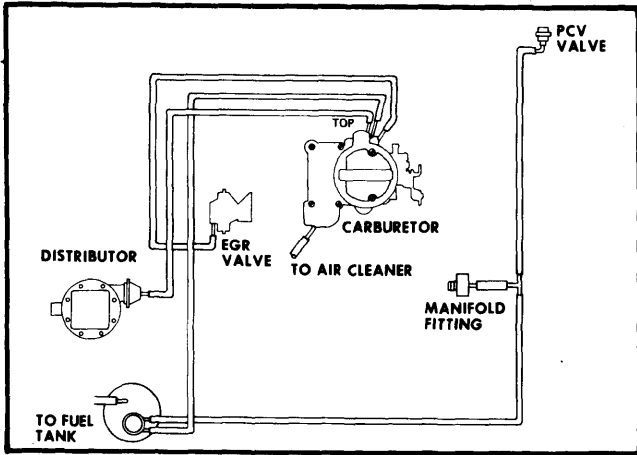 PCV
VALVE
TOP
CARBURETOR
EGR
VALVE
TO AIR CLEANER
DISTRIBUTOR
MANIFOLD
FITTING
TO FUEL
TANK